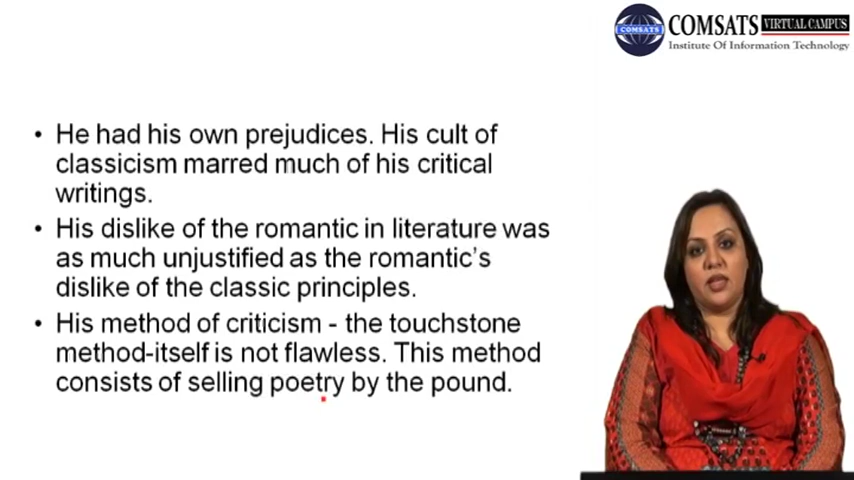 COMSATS
COMSATS VIRTUAL CAMPUS
Institute Of Information Technology
• He had his own prejudices. His cult of
classicism marred much of his critical
writings.
• His dislike of the romantic in literature was
as much unjustified as the romantic's
dislike of the classic principles.
• His method of criticism - the touchstone
method-itself is not flawless. This method
consists of selling poetry by the pound.